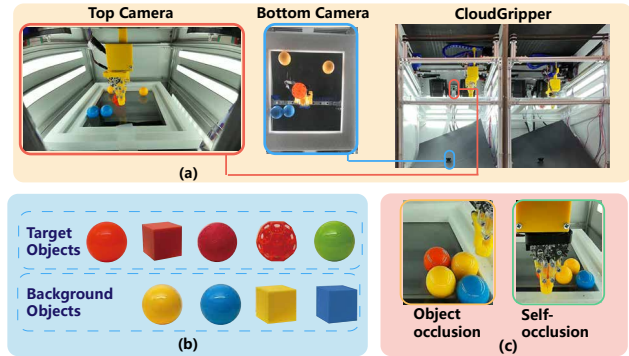 Top Camera
Bottom Camera
CloudGripper
(a)
Target
Objects
Background
Objects
(b)
Object
occlusion
Self-
occlusion
(c)